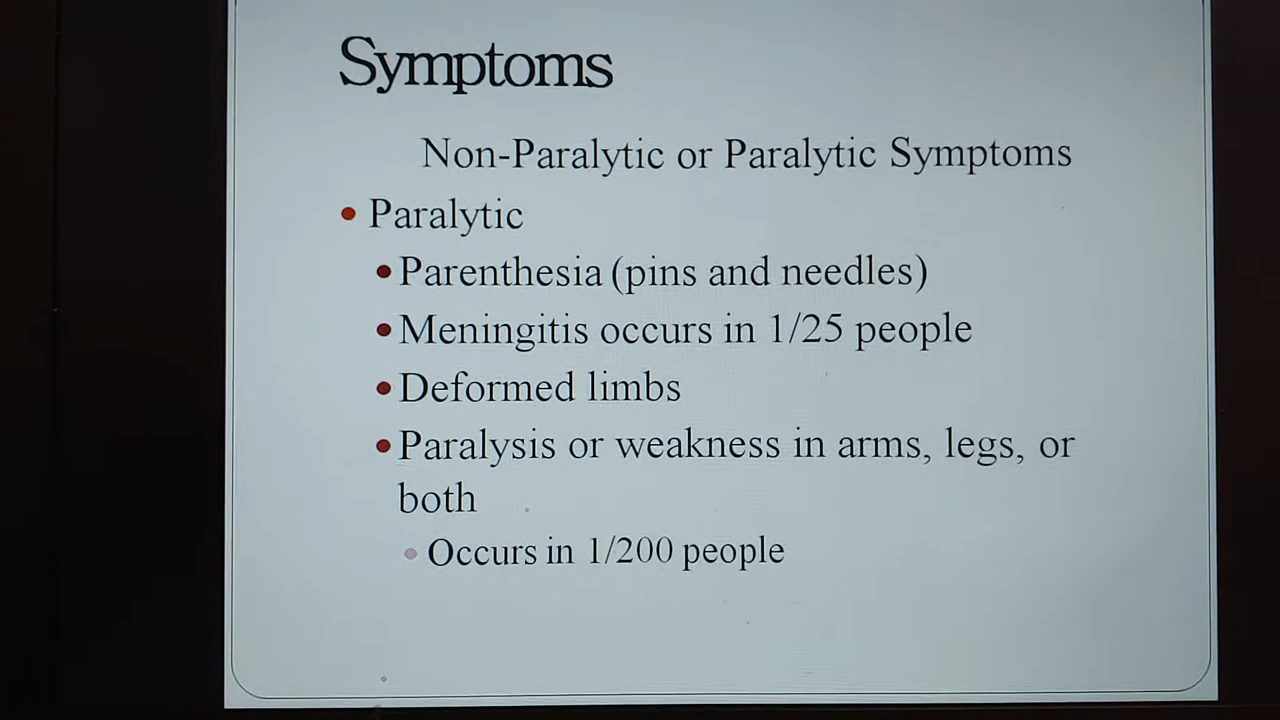 Symptoms
Non-Paralytic or Paralytic Symptoms
• Paralytic
• Parenthesia (pins and needles)
• Meningitis occurs in 1/25 people
• Deformed limbs
• Paralysis or weakness in arms, legs, or
both
• Occurs in 1/200 people